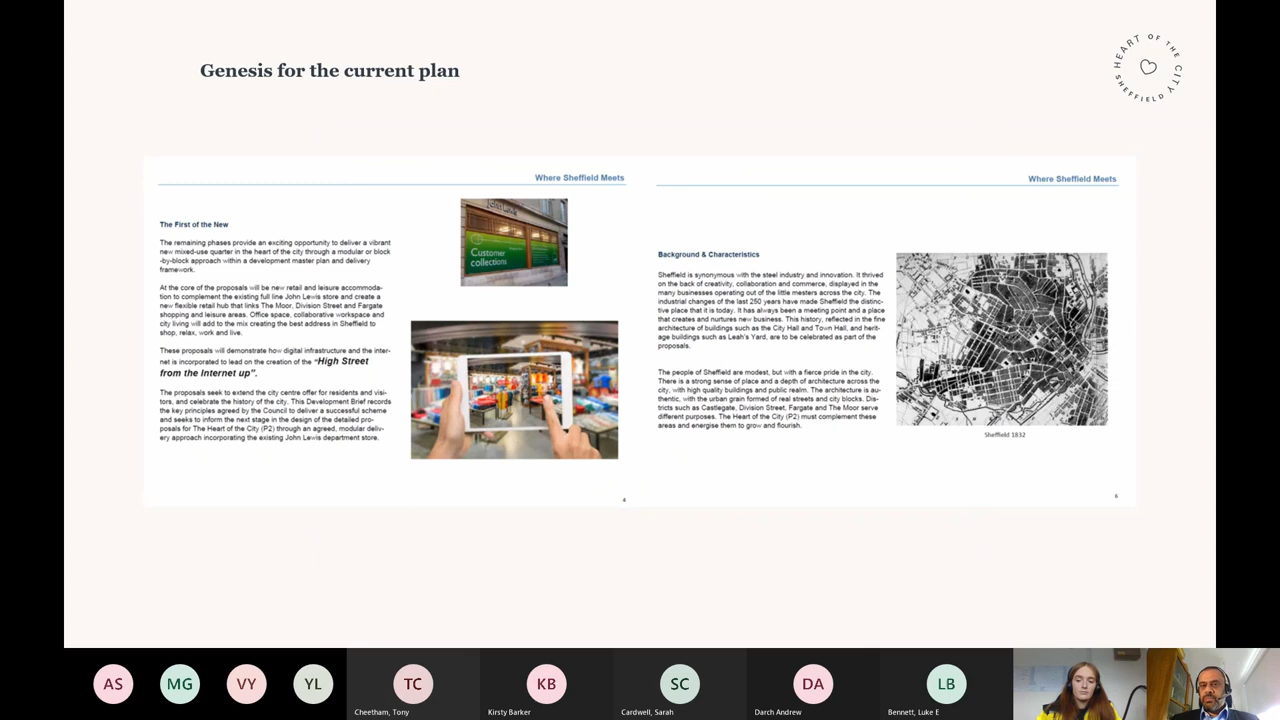 Genesis for the current plan
HEART OF THE CITY SHEFFIELD
Where Sheffield Meets
The First of the New
The remaining phases provide an exciting opportunity to deliver a vibrant
new mixed-use quarter in the heart of the city through a modular or block
-by-block approach within a development master plan and delivery
framework.
At the core of the proposals will be new retail and leisure accommoda-
tion to complement the existing full line John Lewis store and create a
new flexible retail hub that links The Moor, Division Street and Fargate
shopping and leisure areas. Office space, collaborative workspace and
city living will add to the mix creating the best address in Sheffield to
shop, relax, work and live.
These proposals will demonstrate how digital infrastructure and the inter-
net is incorporated to lead on the creation of the “High Street
from the Internet up”.
The proposals seek to extend the city centre offer for residents and visi-
tors, and celebrate the history of the city. This Development Brief records
the key principles agreed by the Council to deliver a successful scheme
and seeks to inform the next stage in the design of the detailed pro-
posals for The Heart of the City (P2) through an agreed, modular deliv-
ery approach incorporating the existing John Lewis department store.
John Lewis
Customer
collections
4
Where Sheffield Meets
Background & Characteristics
Sheffield is synonymous with the steel industry and innovation. It thrived
on the back of creativity, collaboration and commerce, displayed in the
many businesses operating out of the little mesters across the city. The
industrial changes of the last 250 years have made Sheffield the distinc-
tive place that it is today. It has always been a meeting point and a place
that creates and nurtures new business. This history, reflected in the fine
architecture of buildings such as the City Hall and Town Hall, and herit-
age buildings such as Leah's Yard, are to be celebrated as part of the
proposals.
The people of Sheffield are modest, but with a fierce pride in the city.
There is a strong sense of place and a depth of architecture across the
city, with high quality buildings and public realm. The architecture is au-
thentic, with the urban grain formed of real streets and city blocks. Dis-
tricts such as Castlegate, Division Street, Fargate and The Moor serve
different purposes. The Heart of the City (P2) must complement these
areas and energise them to grow and flourish.
Sheffield 1832
6
AS
MG
VY
YL
TC
KB
SC
DA
LB
Cheetham, Tony
Kirsty Barker
Cardwell, Sarah
Darch Andrew
Bennett, Luke E